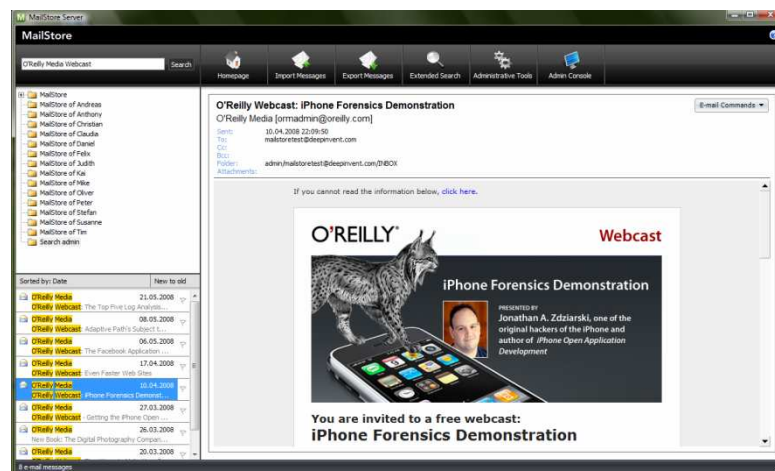 MailStore Server
MailStore
O'Reilly Media Webcast
Search
Homepage
Import Messages
Export Messages
Extended Search
Administrative Tools
Admin Console
MailStore
MailStore of Andreas
MailStore of Anthony
MailStore of Christian
MailStore of Claudia
MailStore of Daniel
MailStore of Felix
MailStore of Judith
MailStore of Kai
MailStore of Mike
MailStore of Oliver
MailStore of Peter
MailStore of Stefan
MailStore of Susanne
MailStore of Tim
Search admin
Sorted by: Date
New to old
O'Reilly Media 21.05.2008
O'Reilly Webcast: The Top Five Log Analysis...
O'Reilly Media 08.05.2008
O'Reilly Webcast: Adaptive Path's Subject t...
O'Reilly Media 06.05.2008
O'Reilly Webcast: The Facebook Application ...
O'Reilly Media 17.04.2008
O'Reilly Webcast: Even Faster Web Sites
O'Reilly Media 10.04.2008
O'Reilly Webcast: iPhone Forensics Demonst...
O'Reilly Media 27.03.2008
O'Reilly Webcast - Getting the iPhone Open ...
O'Reilly Media 26.03.2008
New Book: The Digital Photography Compan...
O'Reilly Media 20.03.2008
8 e-mail messages
O'Reilly Webcast: iPhone Forensics Demonstration
E-mail Commands
O'Reilly Media [ormadmin@oreilly.com]
Sent: 10.04.2008 22:09:50
To: mailstoretest@deepinvent.com
Cc:
Bcc:
Folder: admin/mailstoretest@deepinvent.com/INBOX
Attachments:
If you cannot read the information below, click here.
O'REILLY®
Webcast
iPhone Forensics Demonstration
PRESENTED BY
Jonathan A. Zdziarski, one of the
original hackers of the iPhone and
author of iPhone Open Application
Development
You are invited to a free webcast:
iPhone Forensics Demonstration